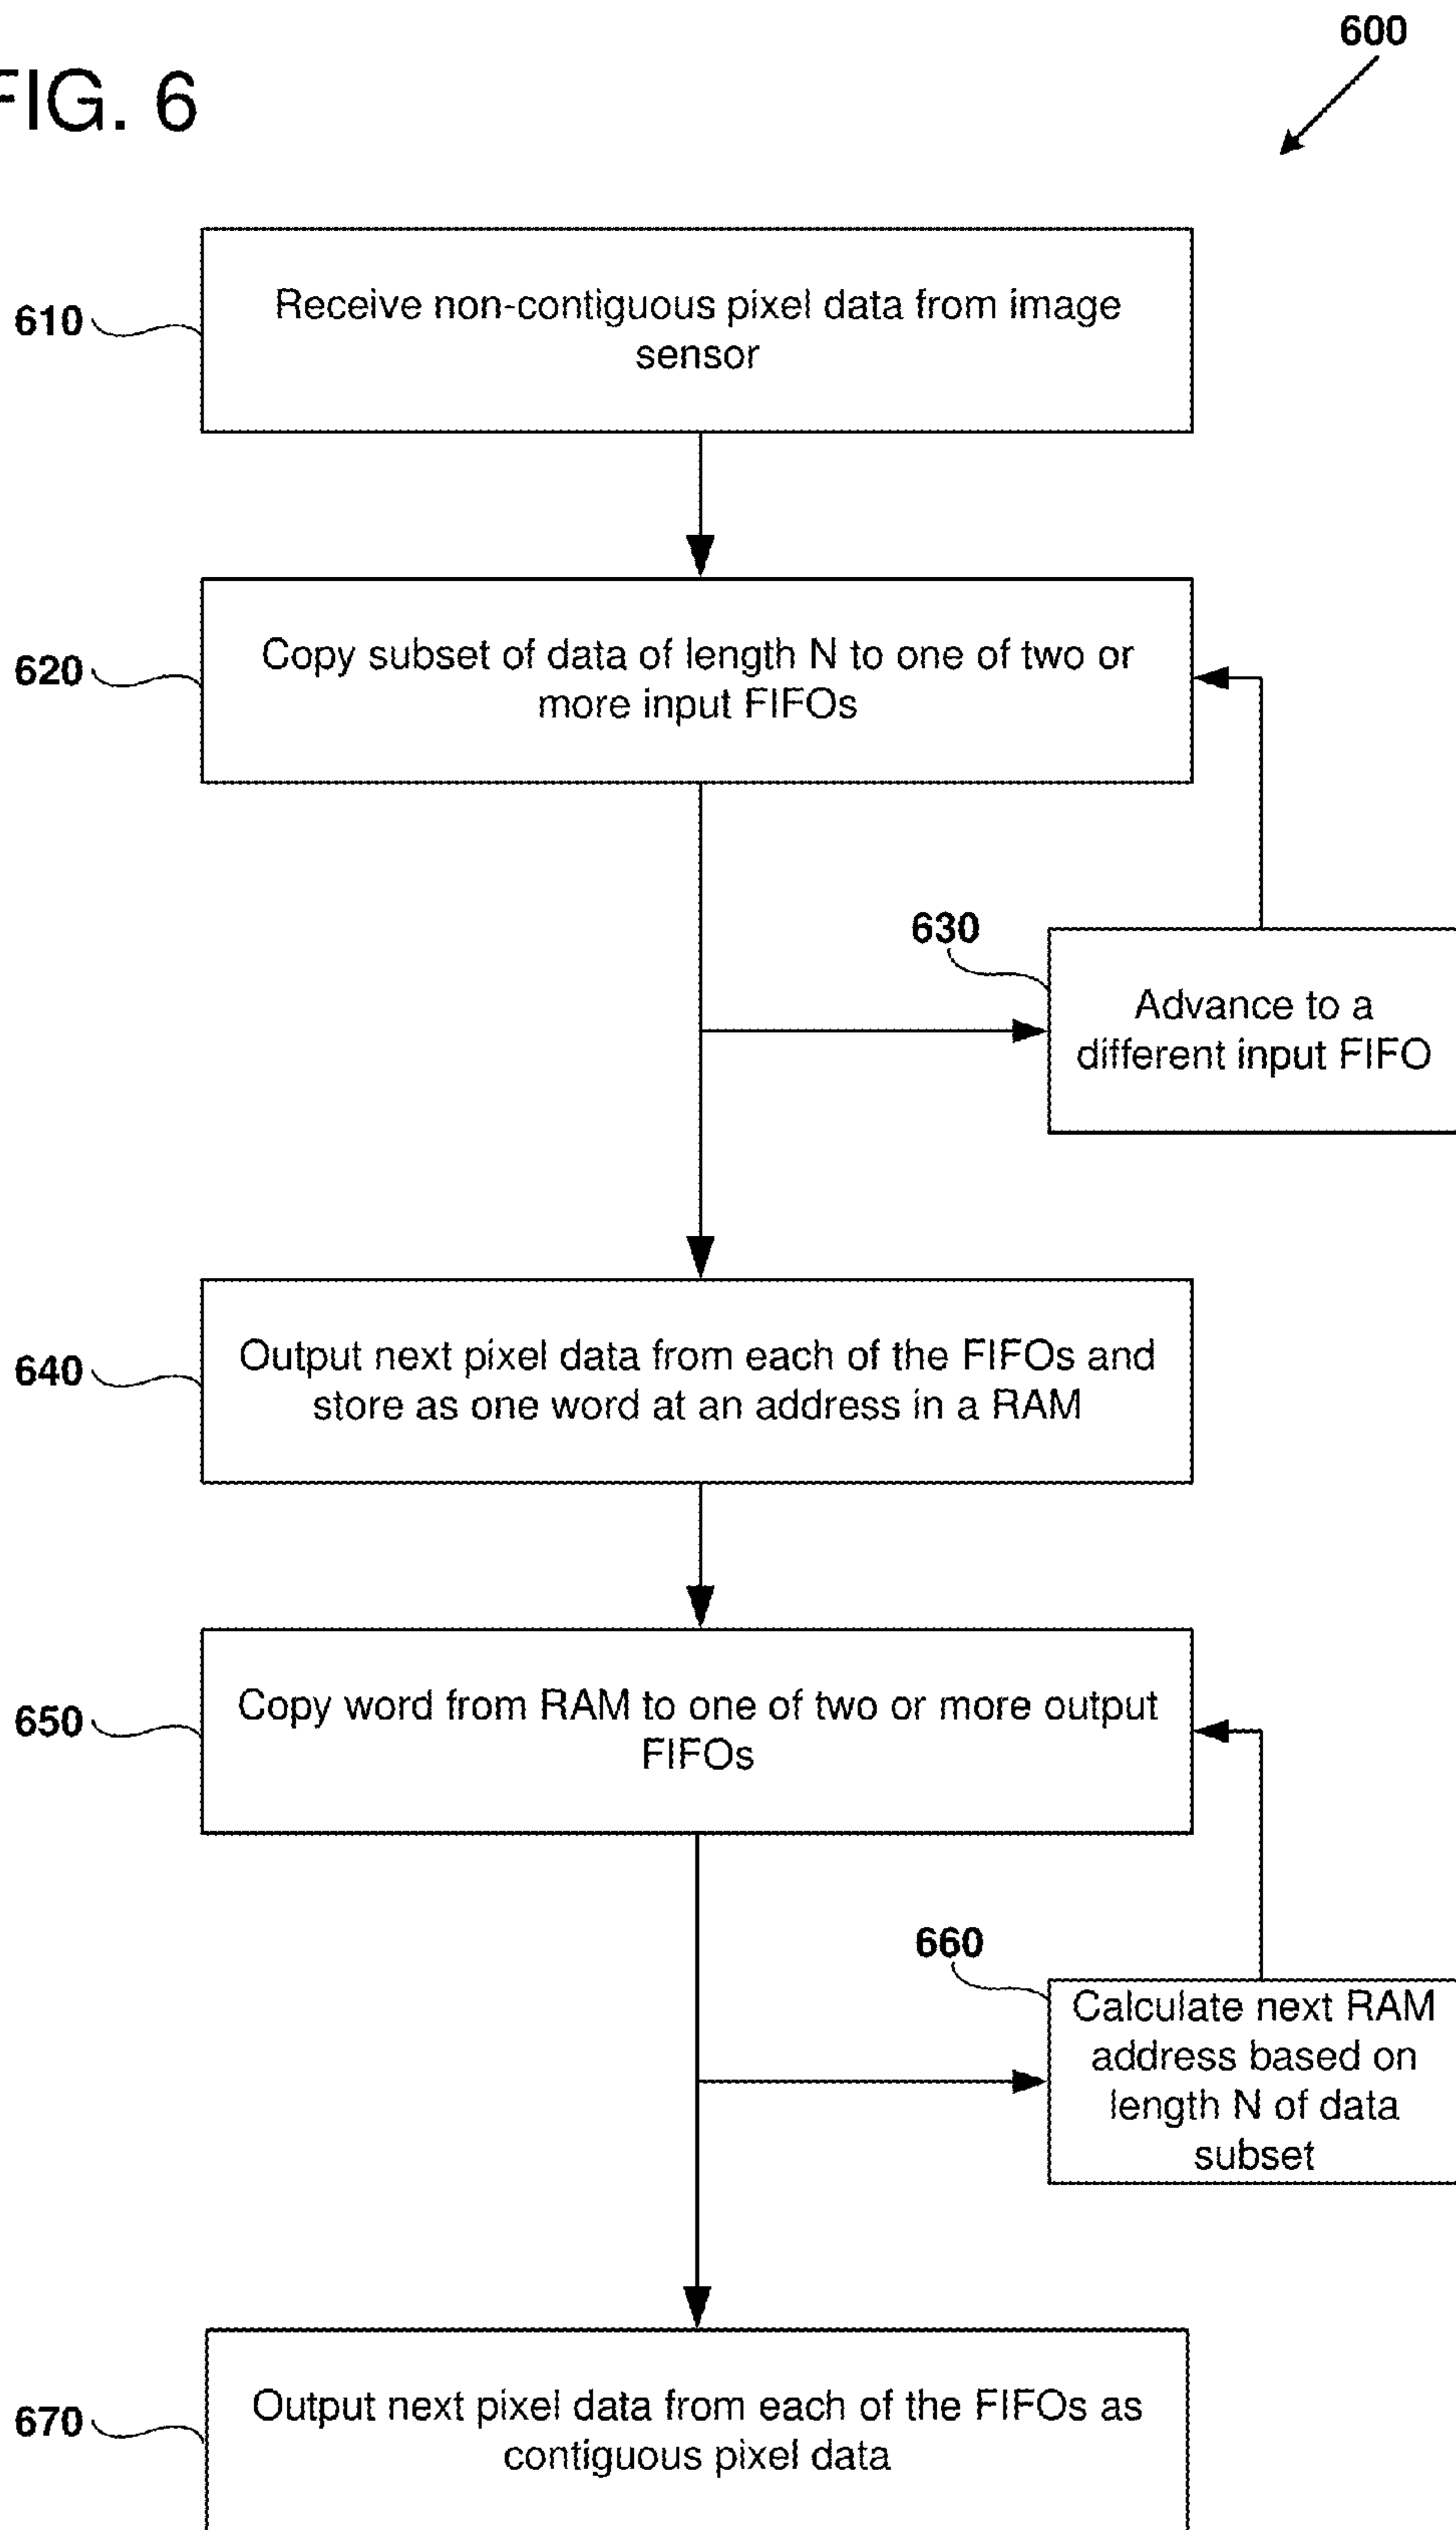 600
FIG. 6
610
Receive non-contiguous pixel data from image
sensor
620
Copy subset of data of length N to one of two or
more input FIFOs
630
Advance to a
different input FIFO
640
Output next pixel data from each of the FIFOs and
store as one word at an address in a RAM
650
Copy word from RAM to one of two or more output
FIFOs
660
Calculate next RAM
address based on
length N of data
subset
670
Output next pixel data from each of the FIFOs as
contiguous pixel data